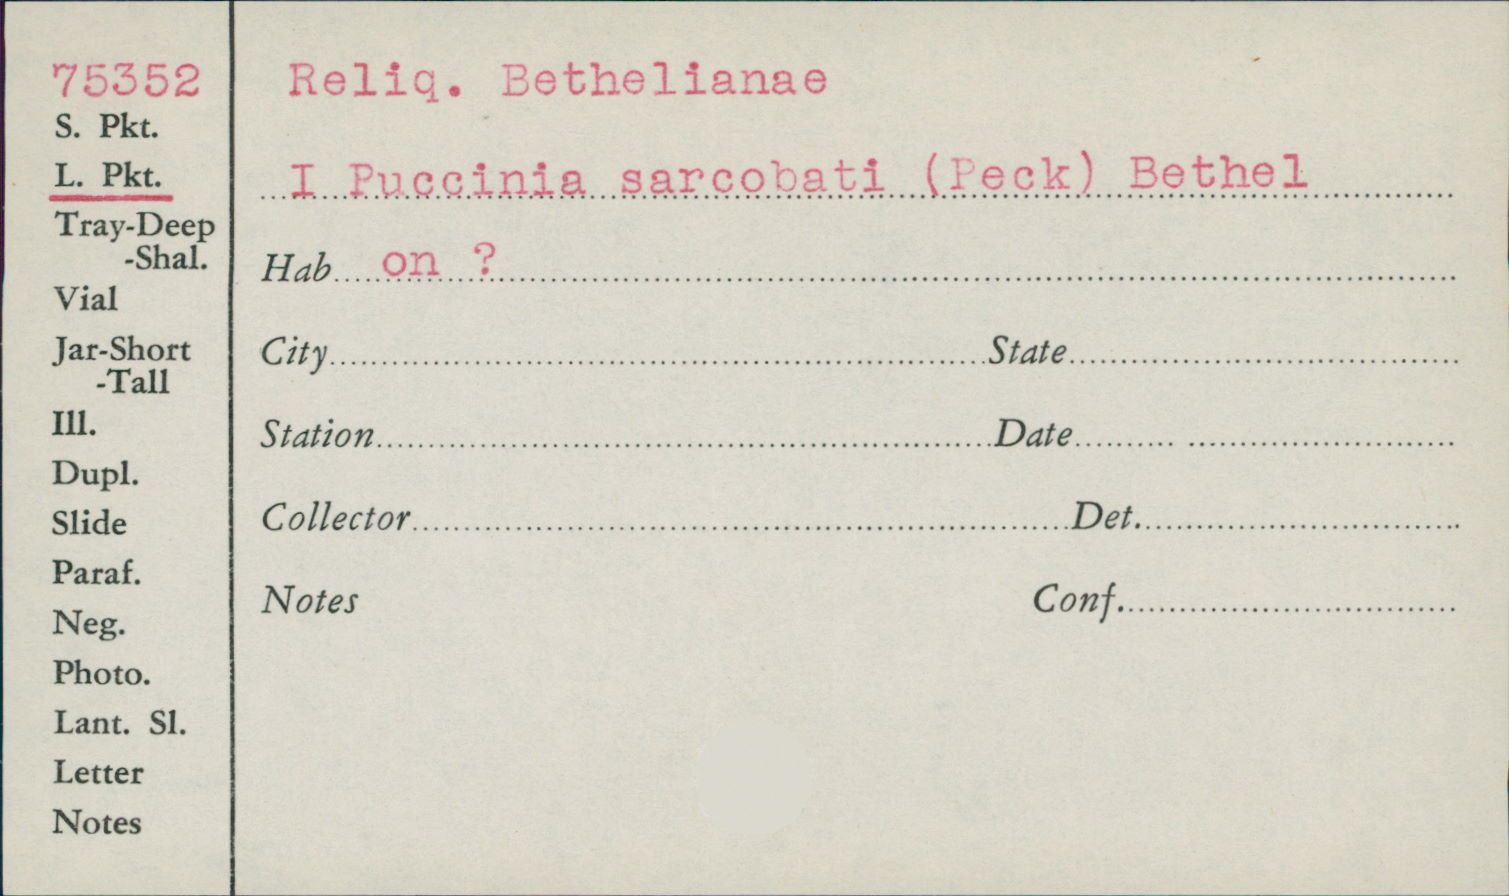 75352
S. Pkt.
L. Pkt.
Tray-Deep
-Shal.
Vial
Jar-Short
-Tall
Ill.
Dupl.
Slide
Paraf.
Neg.
Photo.
Lant. Sl.
Letter
Notes
Reliq. Bethelianae
I Puccinia sarcobati (Peck) Bethel
Hab on ?
City State
Station Date
Collector Det.
Notes Conf.